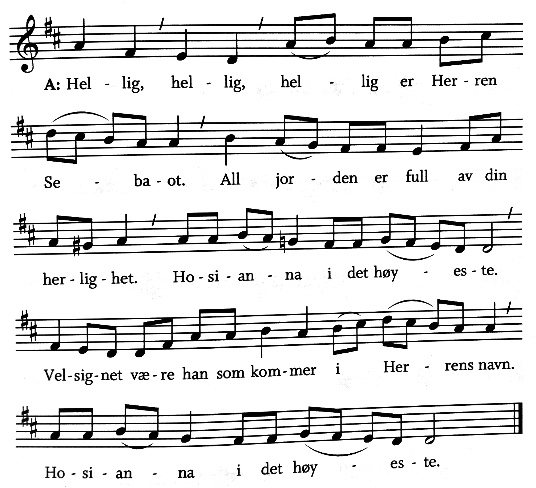 A: Hel - lig, hel - lig, hel - lig er Her - ren
Se - ba - ot. All jor - den er full av din
her - lig - het. Ho - si - an - na i det høy - es - te.
Vel - sig - net væ - re han som kom - mer i Her - rens navn.
Ho - si - an - na i det høy - es - te.